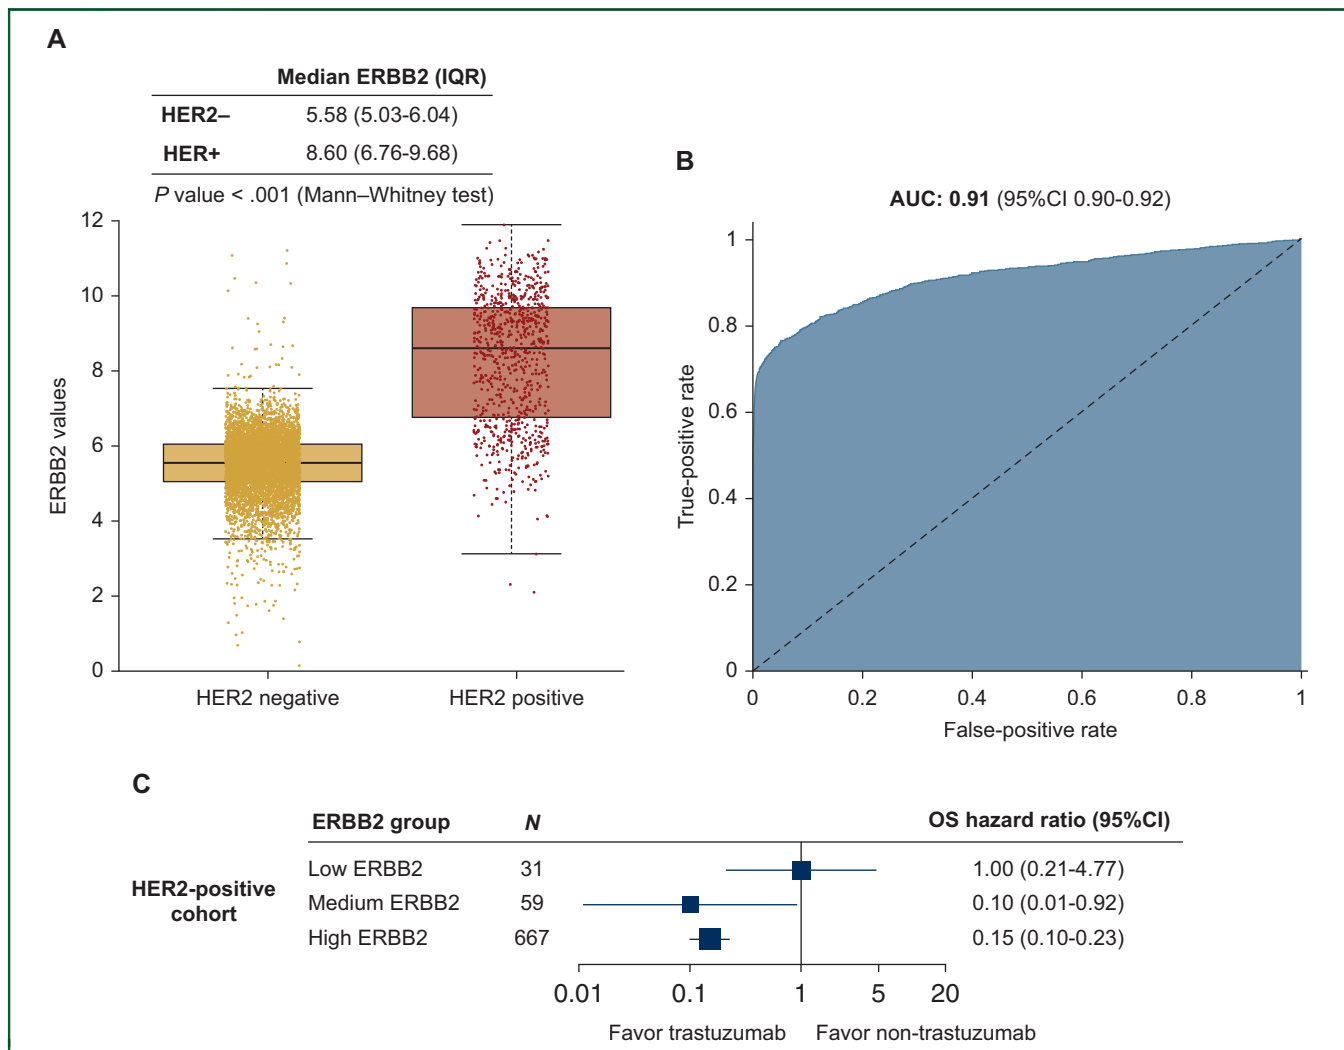 A
Median ERBB2 (IQR)
HER2– 5.58 (5.03-6.04)
HER+ 8.60 (6.76-9.68)
P value < .001 (Mann–Whitney test)
12
10
8
6
4
2
0
ERBB2 values
HER2 negative HER2 positive
B
AUC: 0.91 (95%CI 0.90-0.92)
1
0.8
0.6
0.4
0.2
0
True-positive rate
0 0.2 0.4 0.6 0.8 1
False-positive rate
C
ERBB2 group N OS hazard ratio (95%CI)
HER2-positive
cohort
Low ERBB2 31 1.00 (0.21-4.77)
Medium ERBB2 59 0.10 (0.01-0.92)
High ERBB2 667 0.15 (0.10-0.23)
0.01 0.1 1 5 20
Favor trastuzumab Favor non-trastuzumab